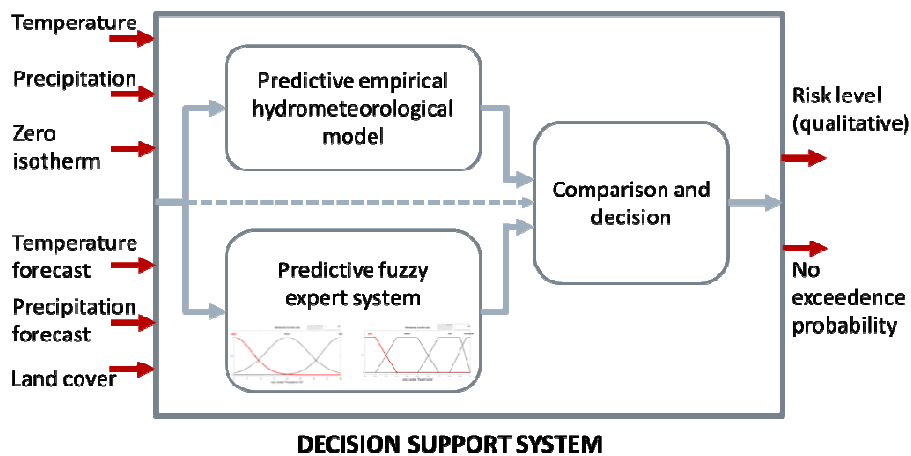 Temperature
Precipitation
Zero
isotherm
Temperature
forecast
Precipitation
forecast
Land cover
Predictive empirical
hydrometeorological
model
Predictive fuzzy
expert system
Comparison and
decision
Risk level
(qualitative)
No
exceedence
probability
DECISION SUPPORT SYSTEM